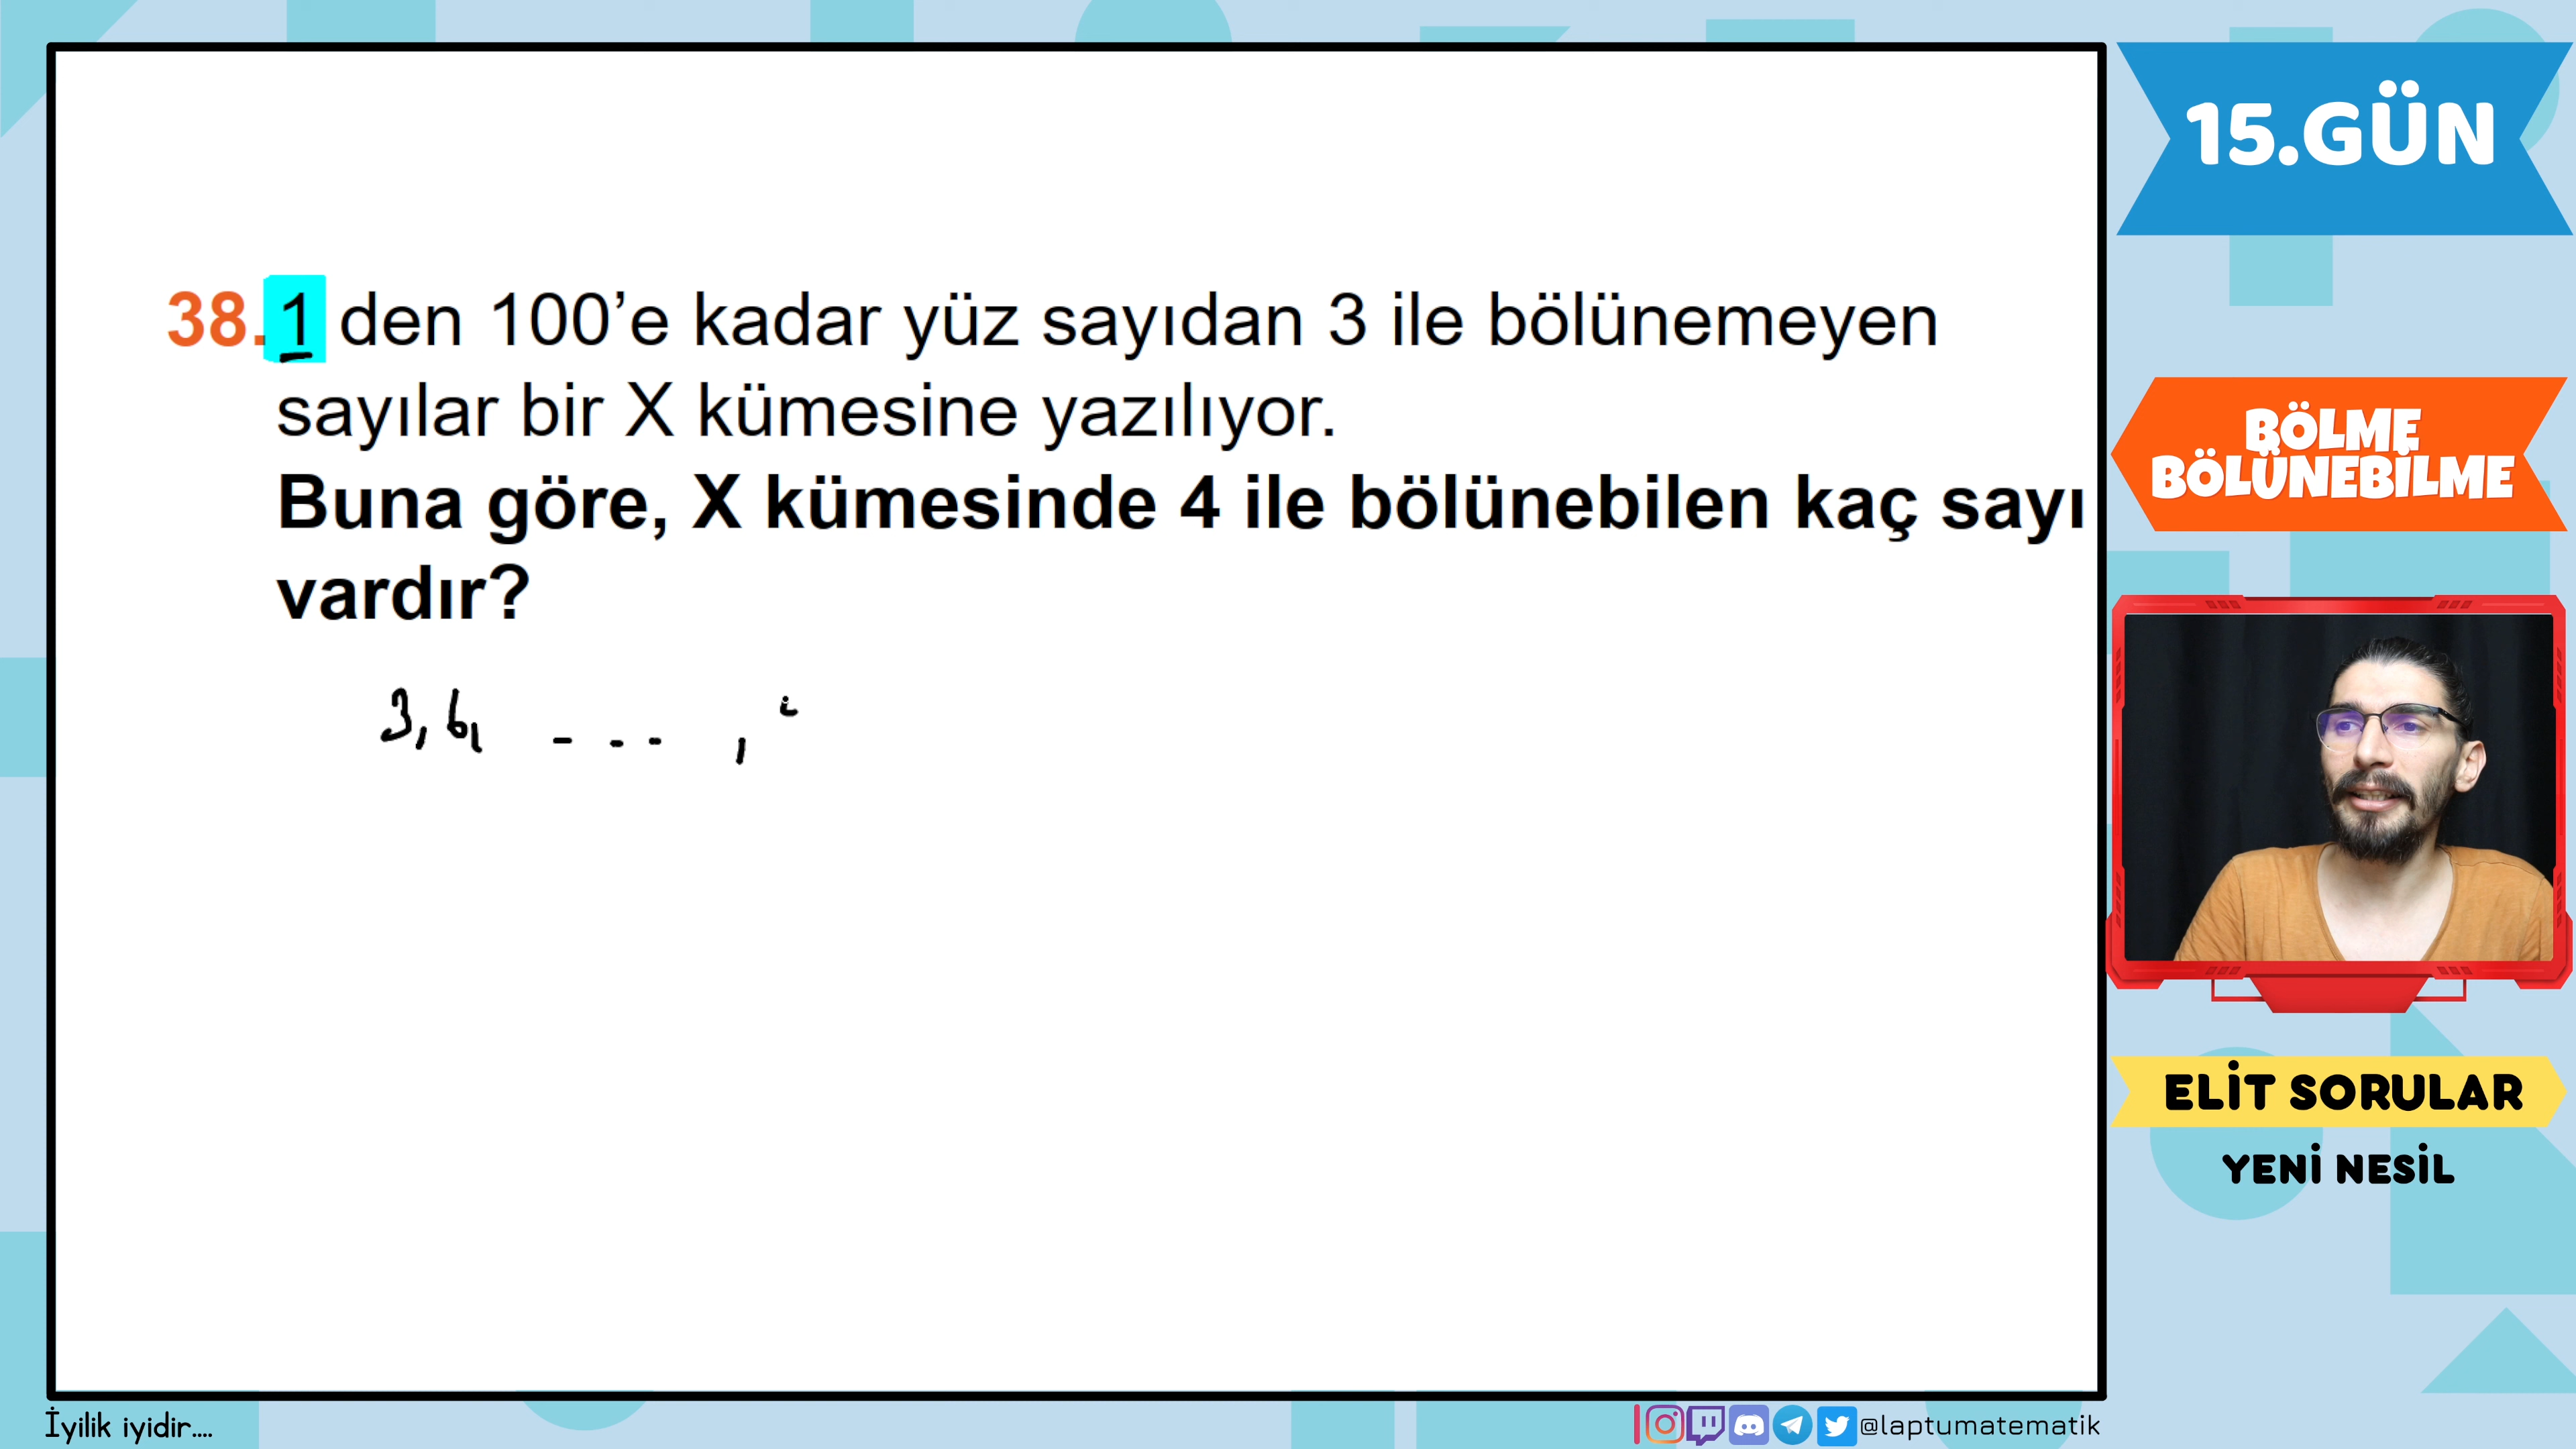 15.GÜN
38. 1 den 100’e kadar yüz sayıdan 3 ile bölünemeyen
sayılar bir X kümesine yazılıyor.
Buna göre, X kümesinde 4 ile bölünebilen kaç sayı
vardır?
3, 6, - - - ,
BÖLME
BÖLÜNEBİLME
ELİT SORULAR
YENİ NESİL
İyilik iyidir....
@laptumatematik